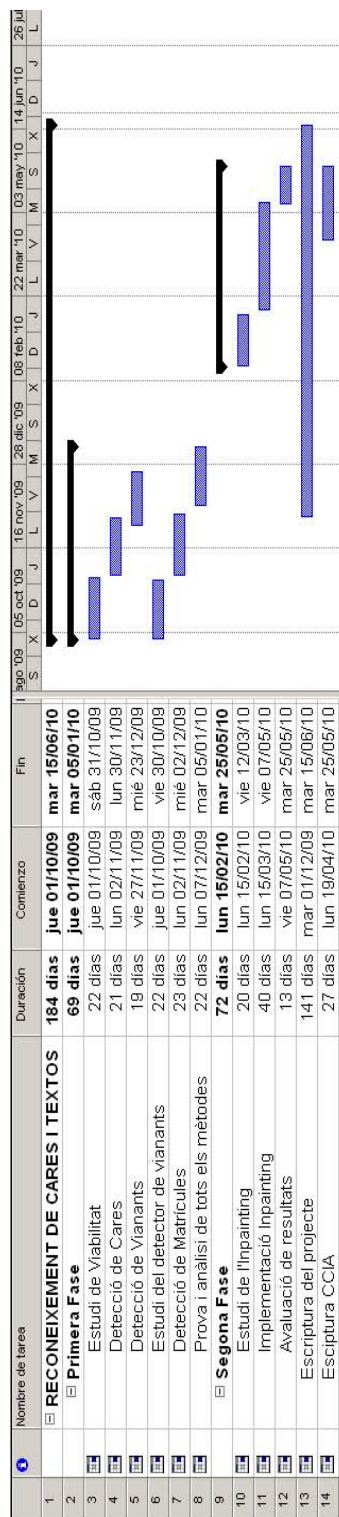 Nombre de tarea Duración Comienzo Fin ago '09 05 oct '09 16 nov '09 28 dic '09 08 feb '10 22 mar '10 03 may '10 14 jun '10 26 jul
S X D J L V M S X D J L V M S X D J L
1 RECONEIXEMENT DE CARES I TEXTOS 184 días jue 01/10/09 mar 15/06/10
2 Primera Fase 69 días jue 01/10/09 mar 05/01/10
3 Estudi de Viabilitat 22 días jue 01/10/09 sáb 31/10/09
4 Detecció de Cares 21 días lun 02/11/09 lun 30/11/09
5 Detecció de Vianants 19 días vie 27/11/09 mié 23/12/09
6 Estudi del detector de vianants 22 días jue 01/10/09 vie 30/10/09
7 Detecció de Matrícules 23 días lun 02/11/09 mié 02/12/09
8 Prova i anàlisi de tots els mètodes 22 días lun 07/12/09 mar 05/01/10
9 Segona Fase 72 días lun 15/02/10 mar 25/05/10
10 Estudi de l'Inpainting 20 días lun 15/02/10 vie 12/03/10
11 Implementació Inpainting 40 días lun 15/03/10 vie 07/05/10
12 Avaluació de resultats 13 días vie 07/05/10 mar 25/05/10
13 Escriptura del projecte 141 días mar 01/12/09 mar 15/06/10
14 Esciptura CCIA 27 días lun 19/04/10 mar 25/05/10